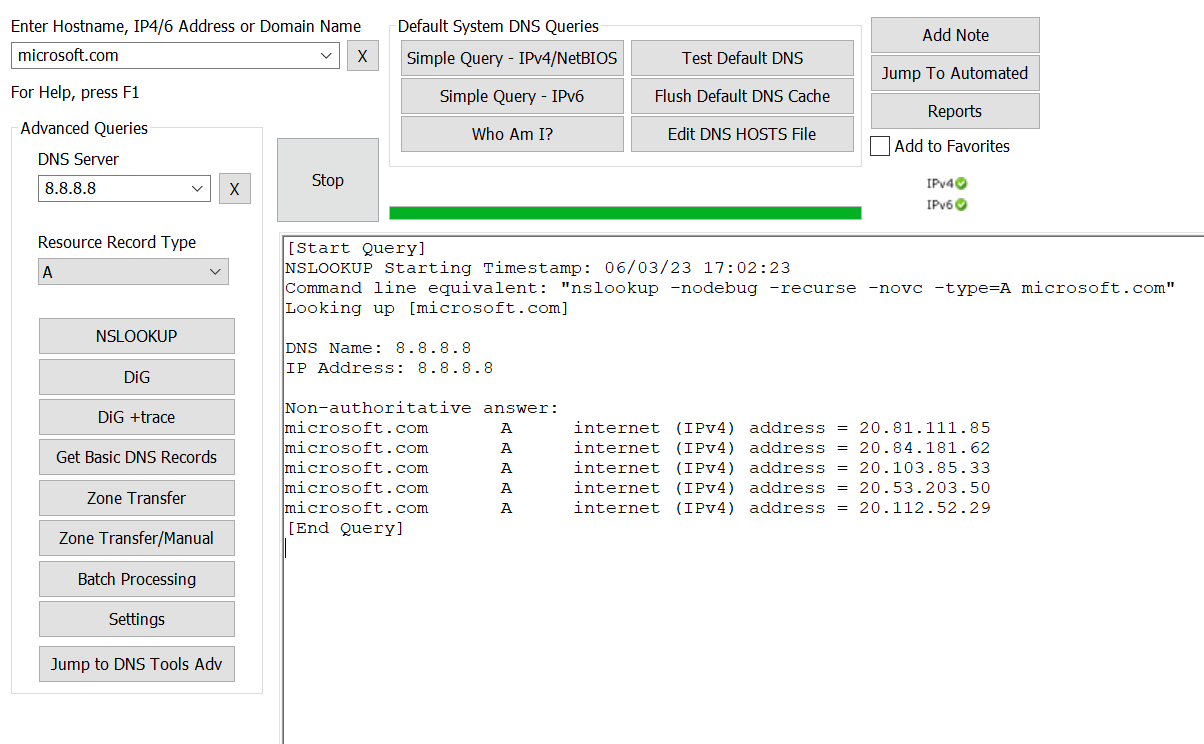 Enter Hostname, IP4/6 Address or Domain Name
microsoft.com
X
For Help, press F1
Advanced Queries
DNS Server
8.8.8.8
X
Resource Record Type
A
NSLOOKUP
DiG
DiG +trace
Get Basic DNS Records
Zone Transfer
Zone Transfer/Manual
Batch Processing
Settings
Jump to DNS Tools Adv
Stop
Default System DNS Queries
Simple Query - IPv4/NetBIOS
Test Default DNS
Simple Query - IPv6
Flush Default DNS Cache
Who Am I?
Edit DNS HOSTS File
Add Note
Jump To Automated
Reports
Add to Favorites
IPv4
IPv6
[Start Query]
NSLOOKUP Starting Timestamp: 06/03/23 17:02:23
Command line equivalent: "nslookup -nodebug -recurse -novc -type=A microsoft.com"
Looking up [microsoft.com]
DNS Name: 8.8.8.8
IP Address: 8.8.8.8
Non-authoritative answer:
microsoft.com A internet (IPv4) address = 20.81.111.85
microsoft.com A internet (IPv4) address = 20.84.181.62
microsoft.com A internet (IPv4) address = 20.103.85.33
microsoft.com A internet (IPv4) address = 20.53.203.50
microsoft.com A internet (IPv4) address = 20.112.52.29
[End Query]